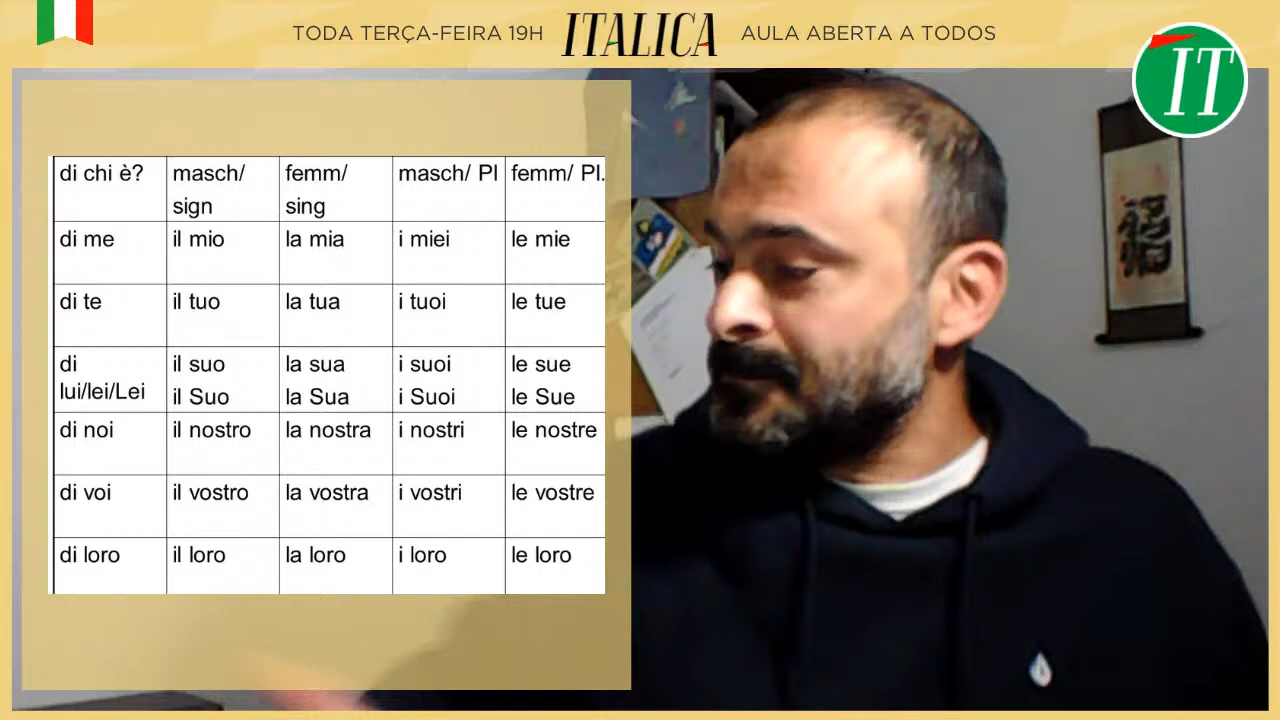 TODA TERÇA-FEIRA 19H ITALICA AULA ABERTA A TODOS
IT
di chi è? masch/ sign femm/ sing masch/ Pl femm/ Pl.
di me il mio la mia i miei le mie
di te il tuo la tua i tuoi le tue
di lui/lei/Lei il suo il Suo la sua la Sua i suoi i Suoi le sue le Sue
di noi il nostro la nostra i nostri le nostre
di voi il vostro la vostra i vostri le vostre
di loro il loro la loro i loro le loro